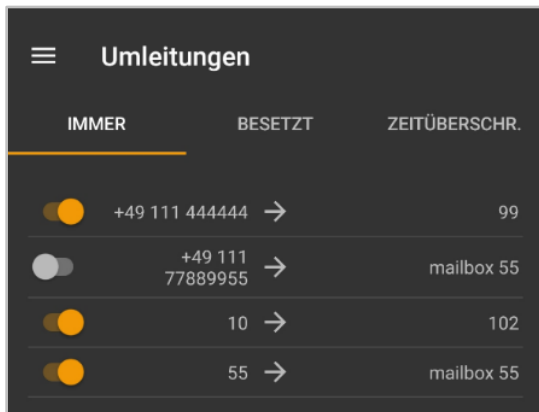 Umleitungen
IMMER BESETZT ZEITÜBERSCHR.
+49 111 444444 → 99
+49 111
77889955 → mailbox 55
10 → 102
55 → mailbox 55